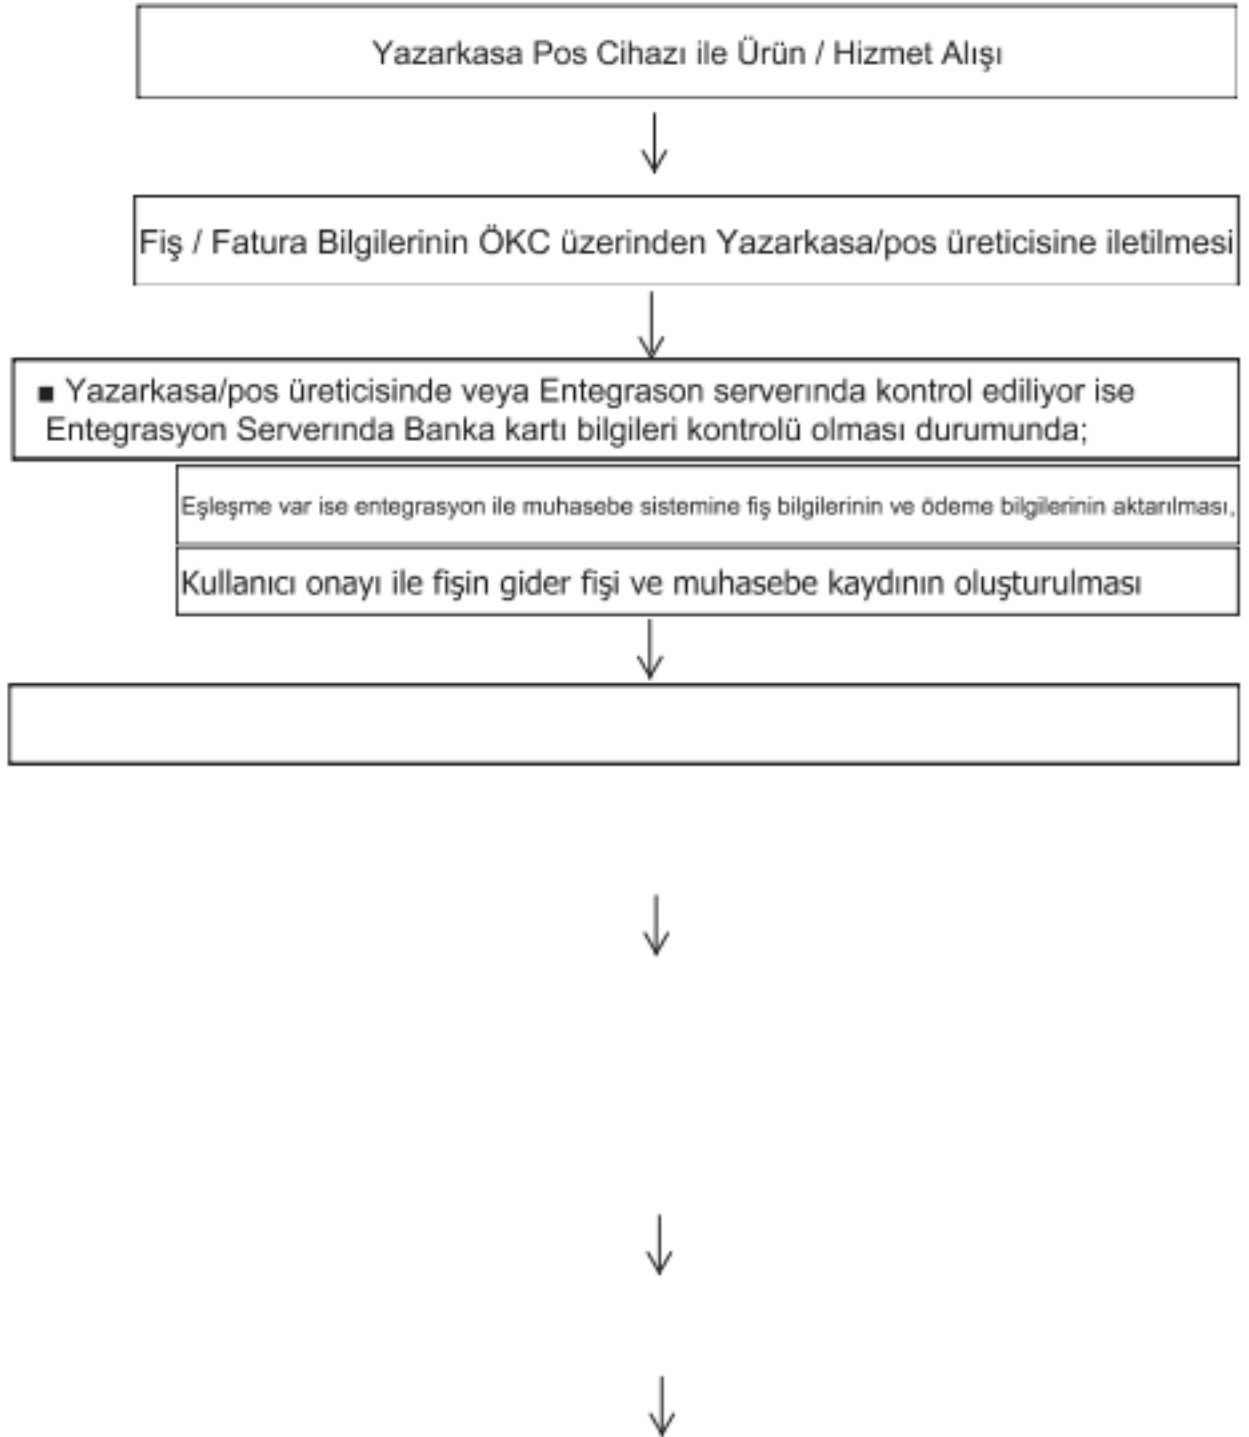 Yazarkasa Pos Cihazı ile Ürün / Hizmet Alışı
Fiş / Fatura Bilgilerinin ÖKC üzerinden Yazarkasa/pos üreticisine iletilmesi
■ Yazarkasa/pos üreticisinde veya Entegrason serverında kontrol ediliyor ise
Entegrasyon Serverında Banka kartı bilgileri kontrolü olması durumunda;
Eşleşme var ise entegrasyon ile muhasebe sistemine fiş bilgilerinin ve ödeme bilgilerinin aktarılması,
Kullanıcı onayı ile fişin gider fişi ve muhasebe kaydının oluşturulması